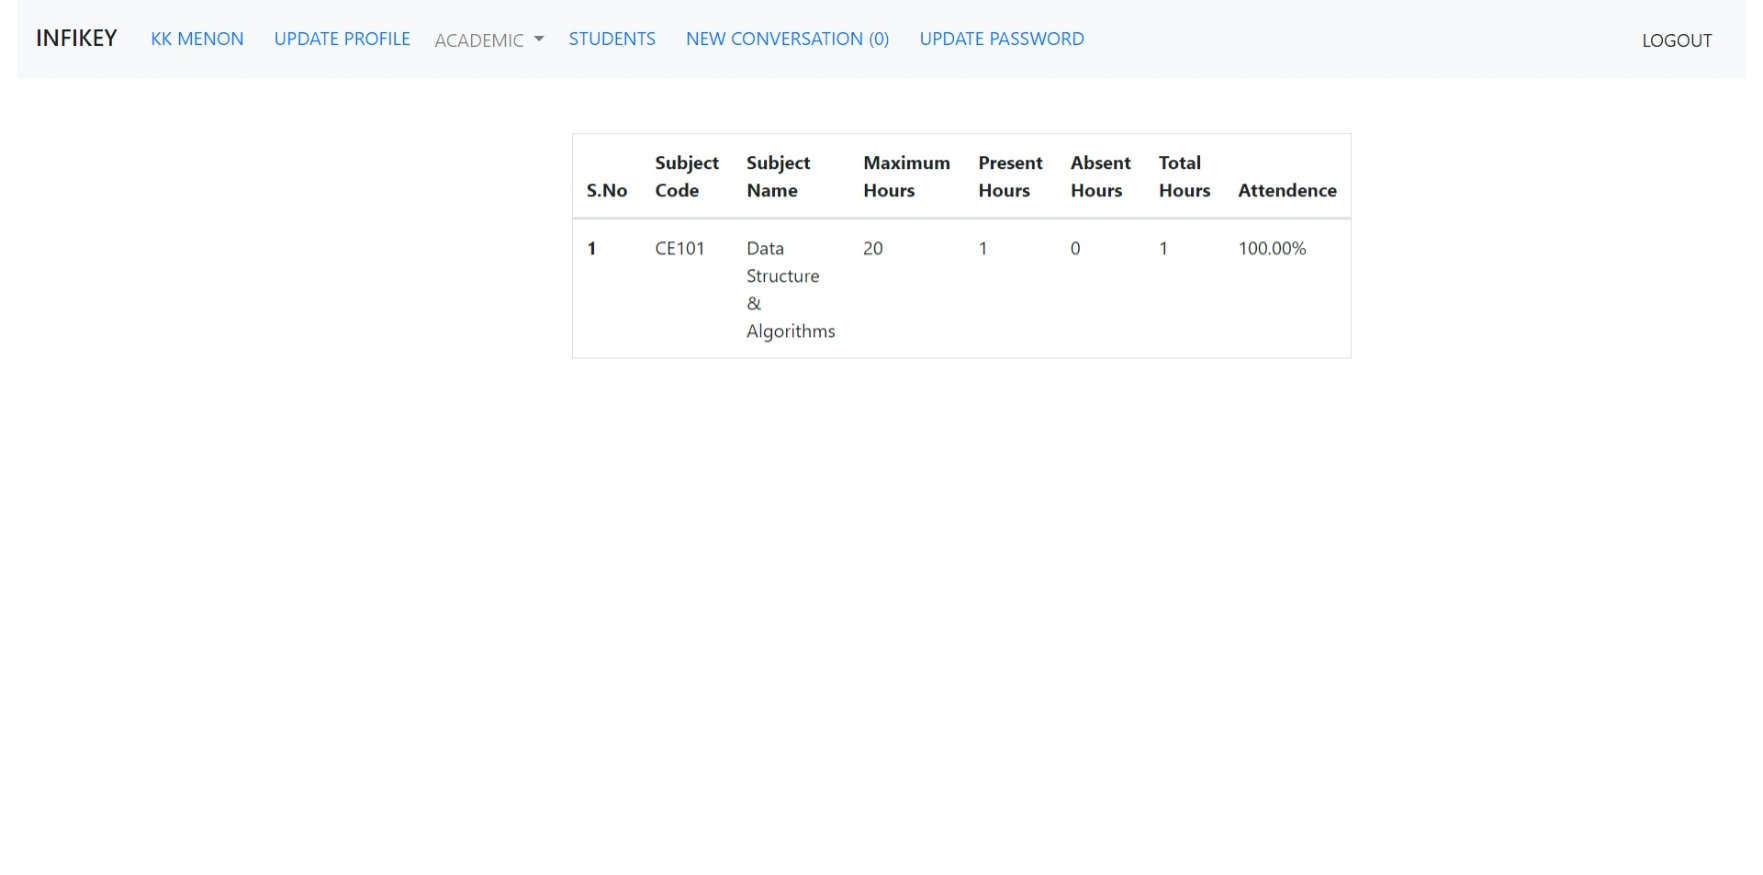 INFIKEY KK MENON UPDATE PROFILE ACADEMIC STUDENTS NEW CONVERSATION (0) UPDATE PASSWORD LOGOUT
S.No Subject Code Subject Name Maximum Hours Present Hours Absent Hours Total Hours Attendence
1 CE101 Data Structure & Algorithms 20 1 0 1 100.00%